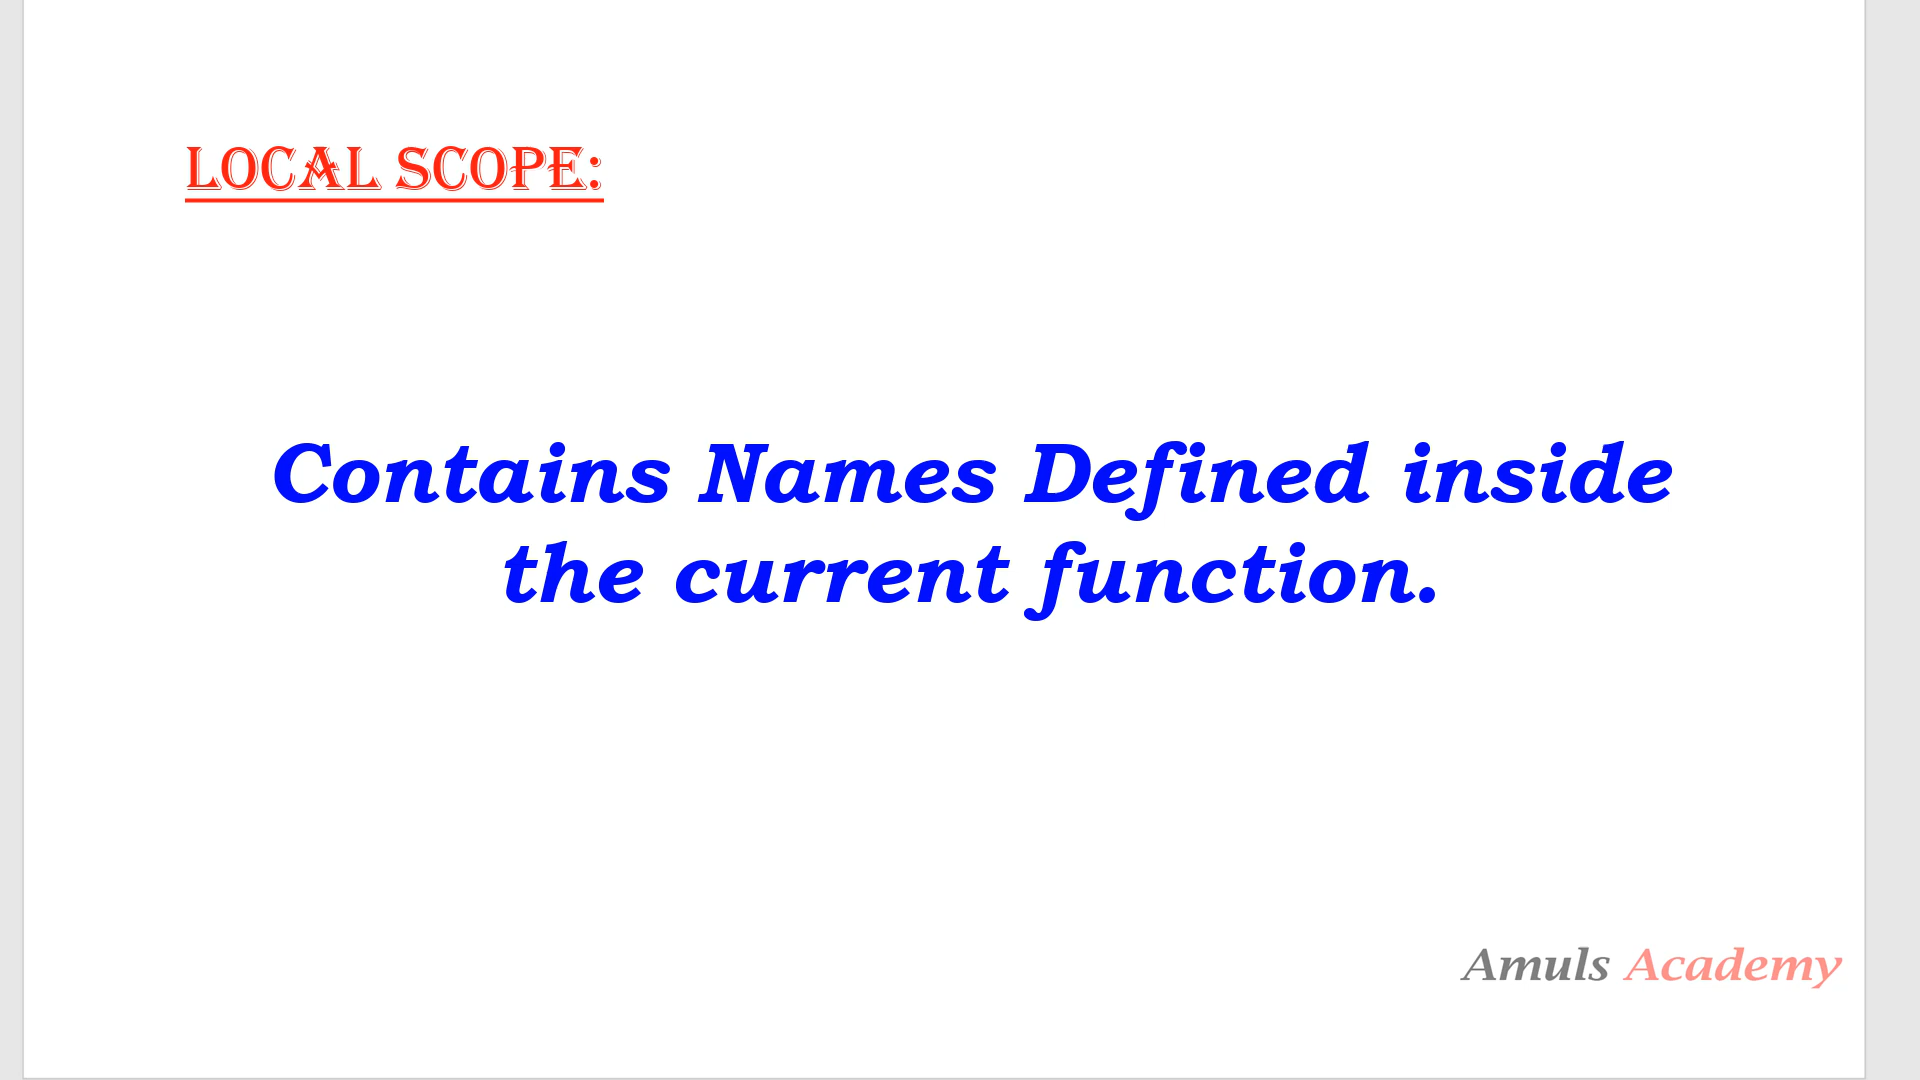 LOCAL SCOPE:
Contains Names Defined inside
the current function.
Amuls Academy